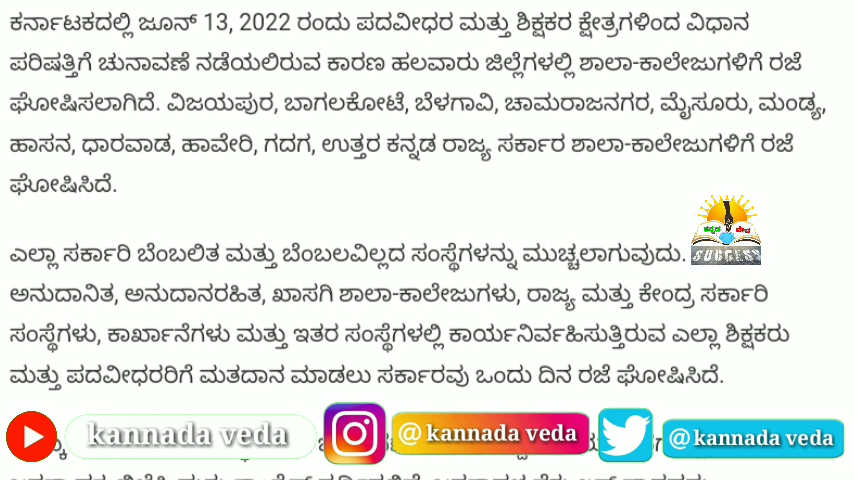 ಕರ್ನಾಟಕದಲ್ಲಿ ಜೂನ್ 13, 2022 ರಂದು ಪದವೀಧರ ಮತ್ತು ಶಿಕ್ಷಕರ ಕ್ಷೇತ್ರಗಳಿಂದ ವಿಧಾನ
ಪರಿಷತ್ತಿಗೆ ಚುನಾವಣೆ ನಡೆಯಲಿರುವ ಕಾರಣ ಹಲವಾರು ಜಿಲ್ಲೆಗಳಲ್ಲಿ ಶಾಲಾ-ಕಾಲೇಜುಗಳಿಗೆ ರಜೆ
ಘೋಷಿಸಲಾಗಿದೆ. ವಿಜಯಪುರ, ಬಾಗಲಕೋಟೆ, ಬೆಳಗಾವಿ, ಚಾಮರಾಜನಗರ, ಮೈಸೂರು, ಮಂಡ್ಯ,
ಹಾಸನ, ಧಾರವಾಡ, ಹಾವೇರಿ, ಗದಗ, ಉತ್ತರ ಕನ್ನಡ ರಾಜ್ಯ ಸರ್ಕಾರ ಶಾಲಾ-ಕಾಲೇಜುಗಳಿಗೆ ರಜೆ
ಘೋಷಿಸಿದೆ.
ಎಲ್ಲಾ ಸರ್ಕಾರಿ ಬೆಂಬಲಿತ ಮತ್ತು ಬೆಂಬಲವಿಲ್ಲದ ಸಂಸ್ಥೆಗಳನ್ನು ಮುಚ್ಚಲಾಗುವುದು.
ಕನ್ನಡ ವೇದ
SUCCESS
ಅನುದಾನಿತ, ಅನುದಾನರಹಿತ, ಖಾಸಗಿ ಶಾಲಾ-ಕಾಲೇಜುಗಳು, ರಾಜ್ಯ ಮತ್ತು ಕೇಂದ್ರ ಸರ್ಕಾರಿ
ಸಂಸ್ಥೆಗಳು, ಕಾರ್ಖಾನೆಗಳು ಮತ್ತು ಇತರ ಸಂಸ್ಥೆಗಳಲ್ಲಿ ಕಾರ್ಯನಿರ್ವಹಿಸುತ್ತಿರುವ ಎಲ್ಲಾ ಶಿಕ್ಷಕರು
ಮತ್ತು ಪದವೀಧರರಿಗೆ ಮತದಾನ ಮಾಡಲು ಸರ್ಕಾರವು ಒಂದು ದಿನ ರಜೆ ಘೋಷಿಸಿದೆ.
kannada veda
@kannada veda
@kannada veda